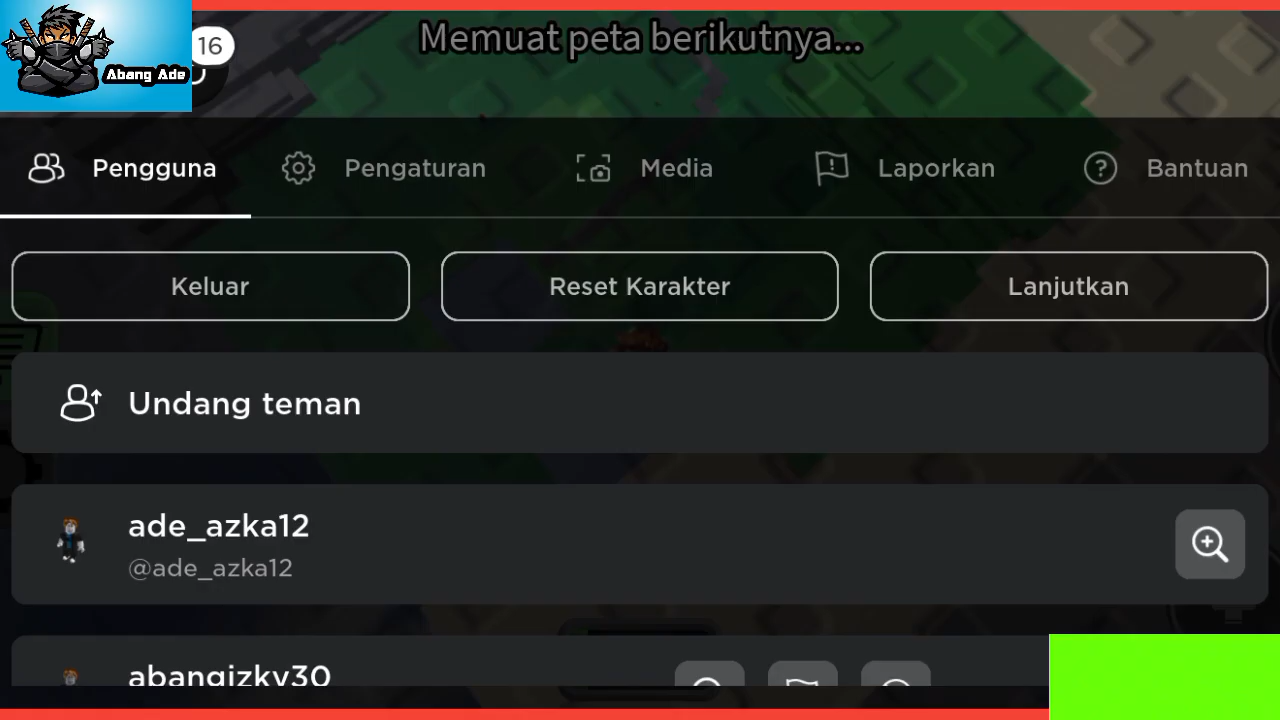 Memuat peta berikutnya...
16
Abang Ade
Pengguna
Pengaturan
Media
Laporkan
Bantuan
Keluar
Reset Karakter
Lanjutkan
Undang teman
ade_azka12
@ade_azka12
abangizky30